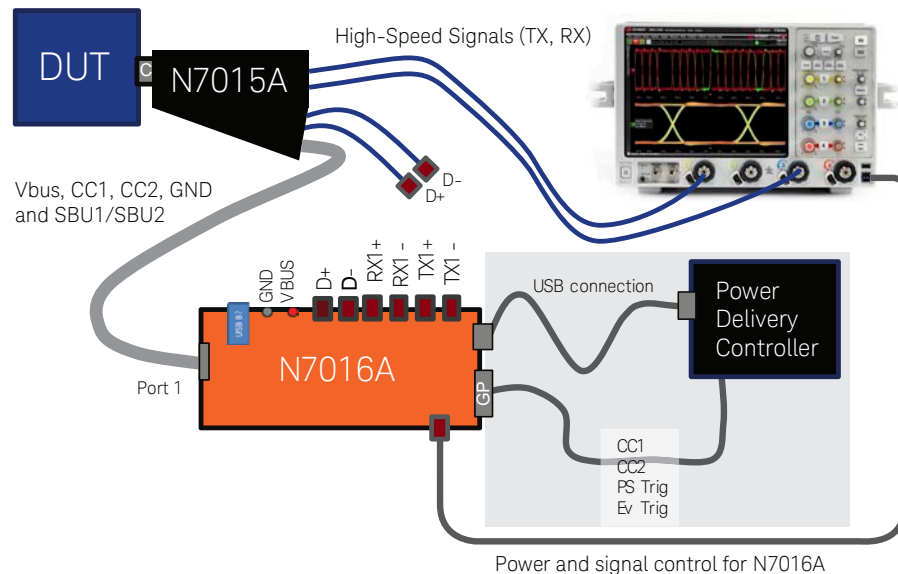 DUT
C
N7015A
High-Speed Signals (TX, RX)
D-
D+
Vbus, CC1, CC2, GND
and SBU1/SBU2
GND
VBUS
D+
D-
RX1+
RX1 -
TX1+
TX1 -
USB connection
Power
Delivery
Controller
N7016A
Port 1
GP
CC1
CC2
PS Trig
Ev Trig
Power and signal control for N7016A